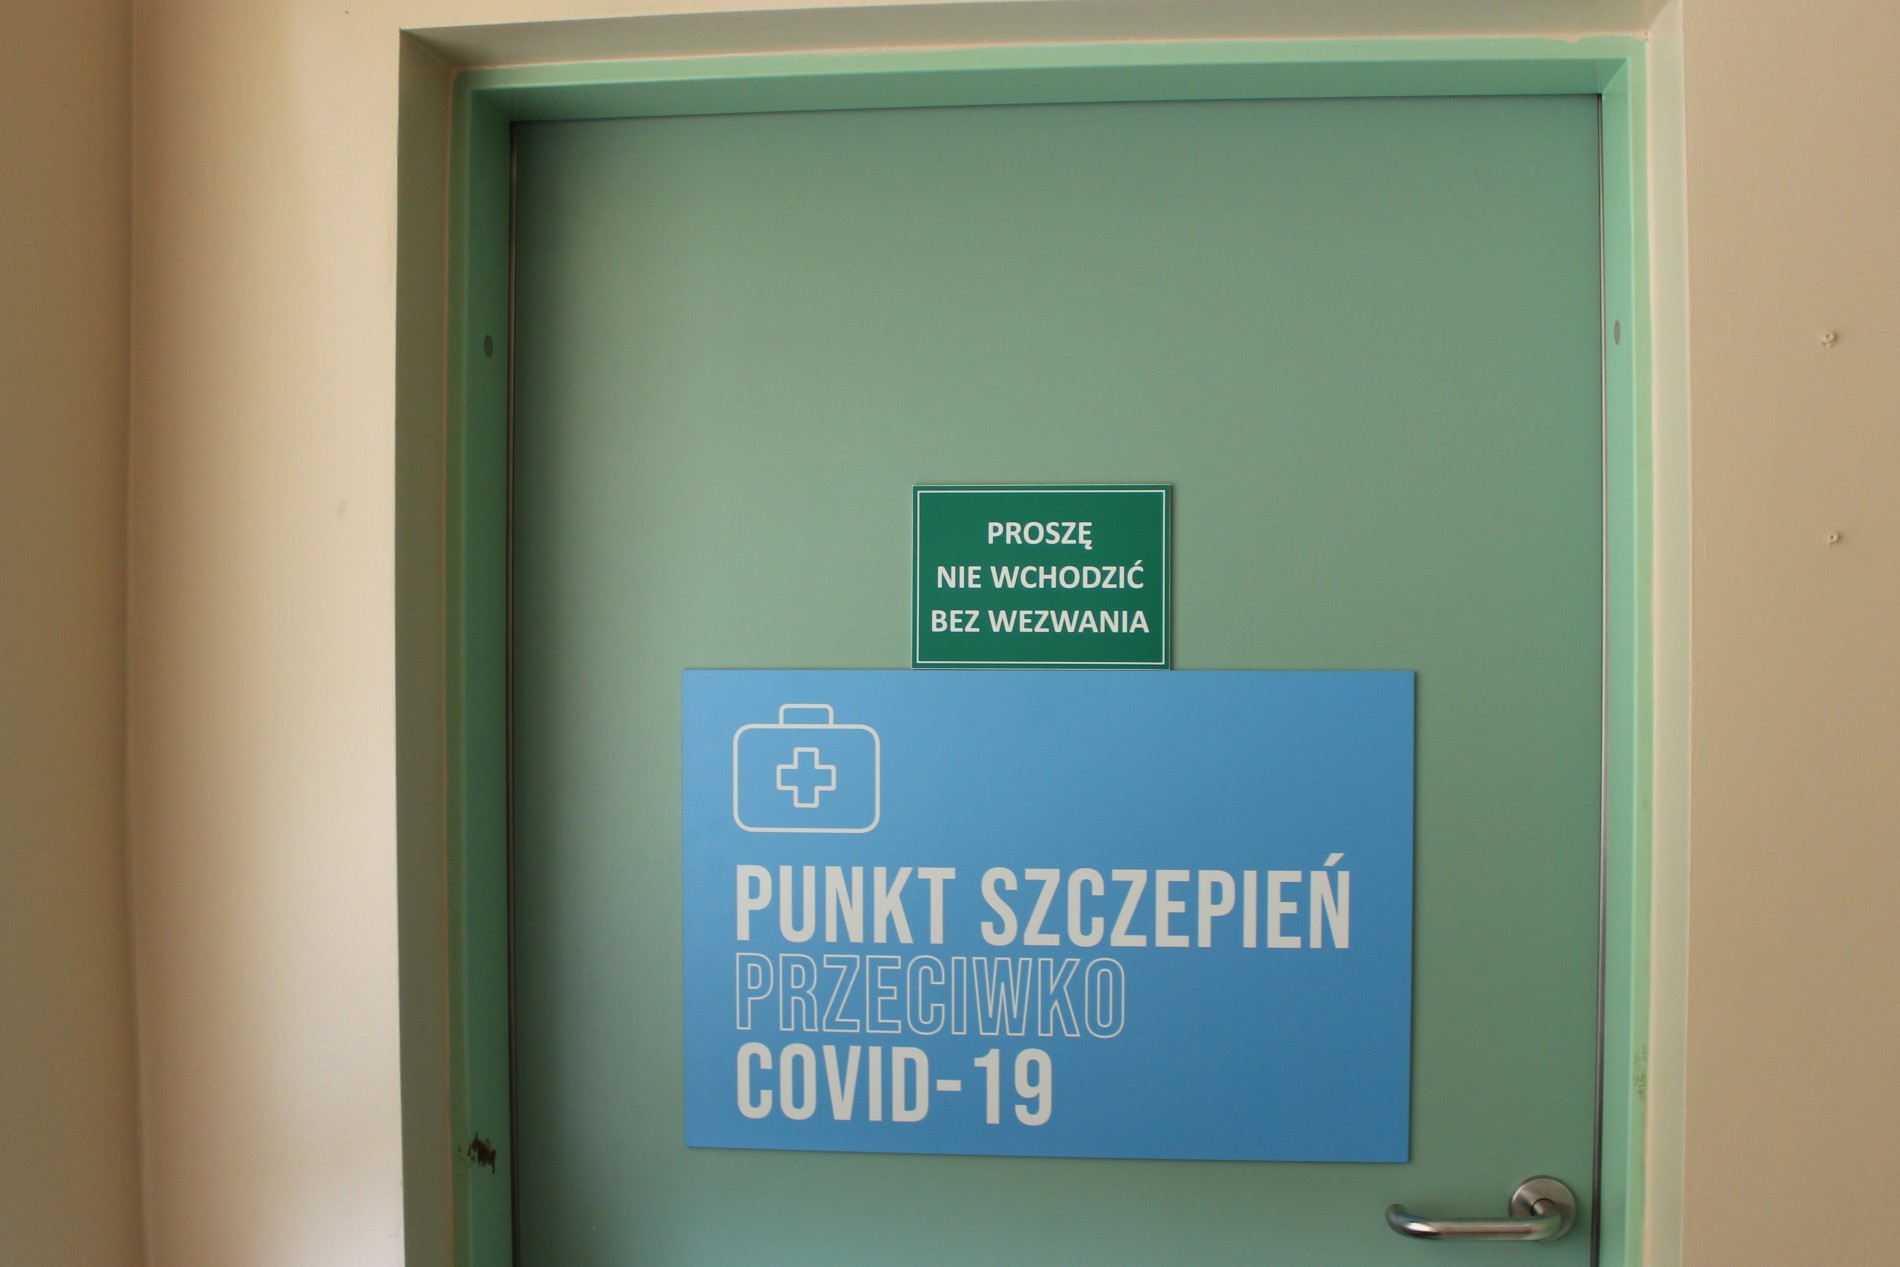 PROSZĘ
NIE WCHODZIĆ
BEZ WEZWANIA
PUNKT SZCZEPIEŃ
PRZECIWKO
COVID-19